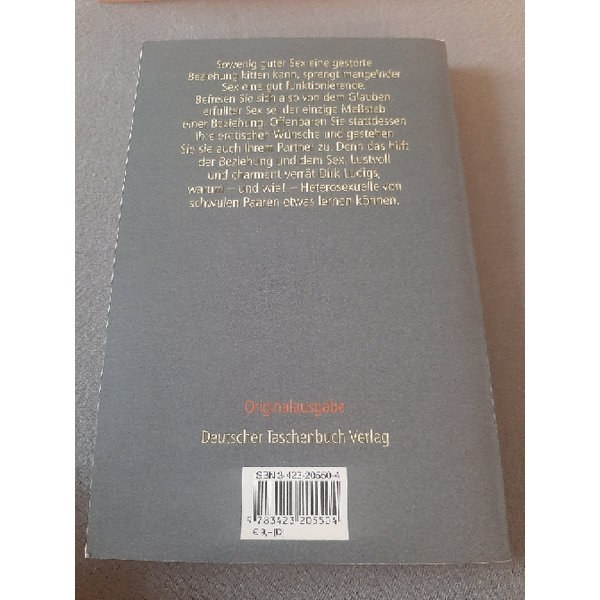 Sowenig guter Sex eine gestörte
Beziehung kitten kann, sprengt mangelnder
Sex eine gut funktionierende.
Befreien Sie sich also von dem Glauben,
erfüllter Sex sei der einzige Maßstab
einer Beziehung. Offenbaren Sie stattdessen
Ihre erotischen Wünsche und gestehen
Sie sie auch Ihrem Partner zu. Denn das hilft
der Beziehung und dem Sex. Lustvoll
und charmant verrät Dirk Ludigs,
warum – und wie! – Heterosexuelle von
schwulen Paaren etwas lernen können.
Originalausgabe
Deutscher Taschenbuch Verlag
ISBN 3-423-20550-4
9 783423 205504
€ 9,– [D]